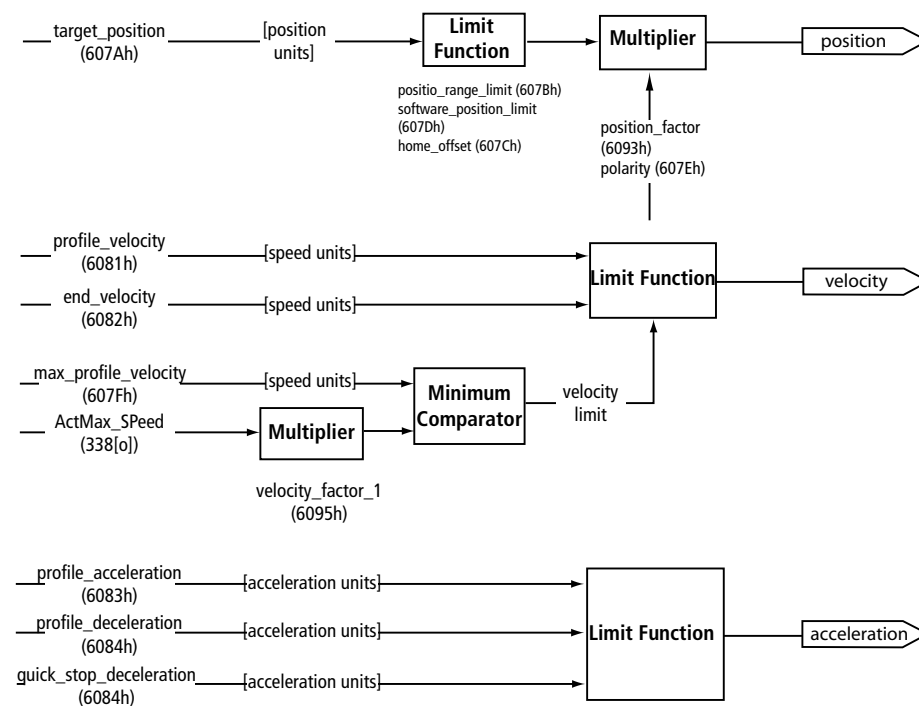 target_position
(607Ah)
[position
units]
Limit
Function
Multiplier
position
positio_range_limit (607Bh)
software_position_limit
(607Dh)
home_offset (607Ch)
position_factor
(6093h)
polarity (607Eh)
profile_velocity
(6081h)
[speed units]
end_velocity
(6082h)
[speed units]
Limit Function
velocity
max_profile_velocity
(607Fh)
[speed units]
ActMax_SPeed
(338[o])
Multiplier
Minimum
Comparator
velocity
limit
velocity_factor_1
(6095h)
profile_acceleration
(6083h)
[acceleration units]
profile_deceleration
(6084h)
[acceleration units]
quick_stop_deceleration
(6084h)
[acceleration units]
Limit Function
acceleration